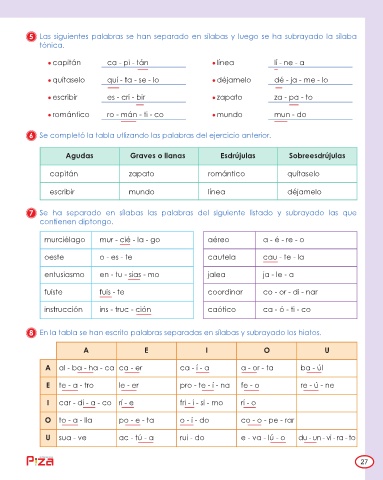 5 Las siguientes palabras se han separado en sílabas y luego se ha subrayado la sílaba
tónica.
• capitán ca - pi - tán • línea lí - ne - a
• quítaselo quí - ta - se - lo • déjamelo dé - ja - me - lo
• escribir es - cri - bir • zapato za - pa - to
• romántico ro - mán - ti - co • mundo mun - do
6 Se completó la tabla utlizando las palabras del ejercicio anterior.
Agudas Graves o llanas Esdrújulas Sobreesdrújulas
capitán zapato romántico quítaselo
escribir mundo línea déjamelo
7 Se ha separado en sílabas las palabras del siguiente listado y subrayado las que
contienen diptongo.
murciélago mur - cié - la - go aéreo a - é - re - o
oeste o - es - te cautela cau - te - la
entusiasmo en - tu - sias - mo jalea ja - le - a
fuiste fuis - te coordinar co - or - di - nar
instrucción ins - truc - ción caótico ca - ó - ti - co
8 En la tabla se han escrito palabras separadas en sílabas y subrayado los hiatos.
A E I O U
A al - ba - ha - ca ca - er ca - í - a a - or - ta ba - úl
E te - a - tro le - er pro - te - í - na fe - o re - ú - ne
I car - di - a - co rí - e fri - í - si - mo rí - o
O to - a - lla po - e - ta o - í - do co - o - pe - rar
U sua - ve ac - tú - a rui - do e - va - lú - o du - un - vi - ra - to
Pza
27